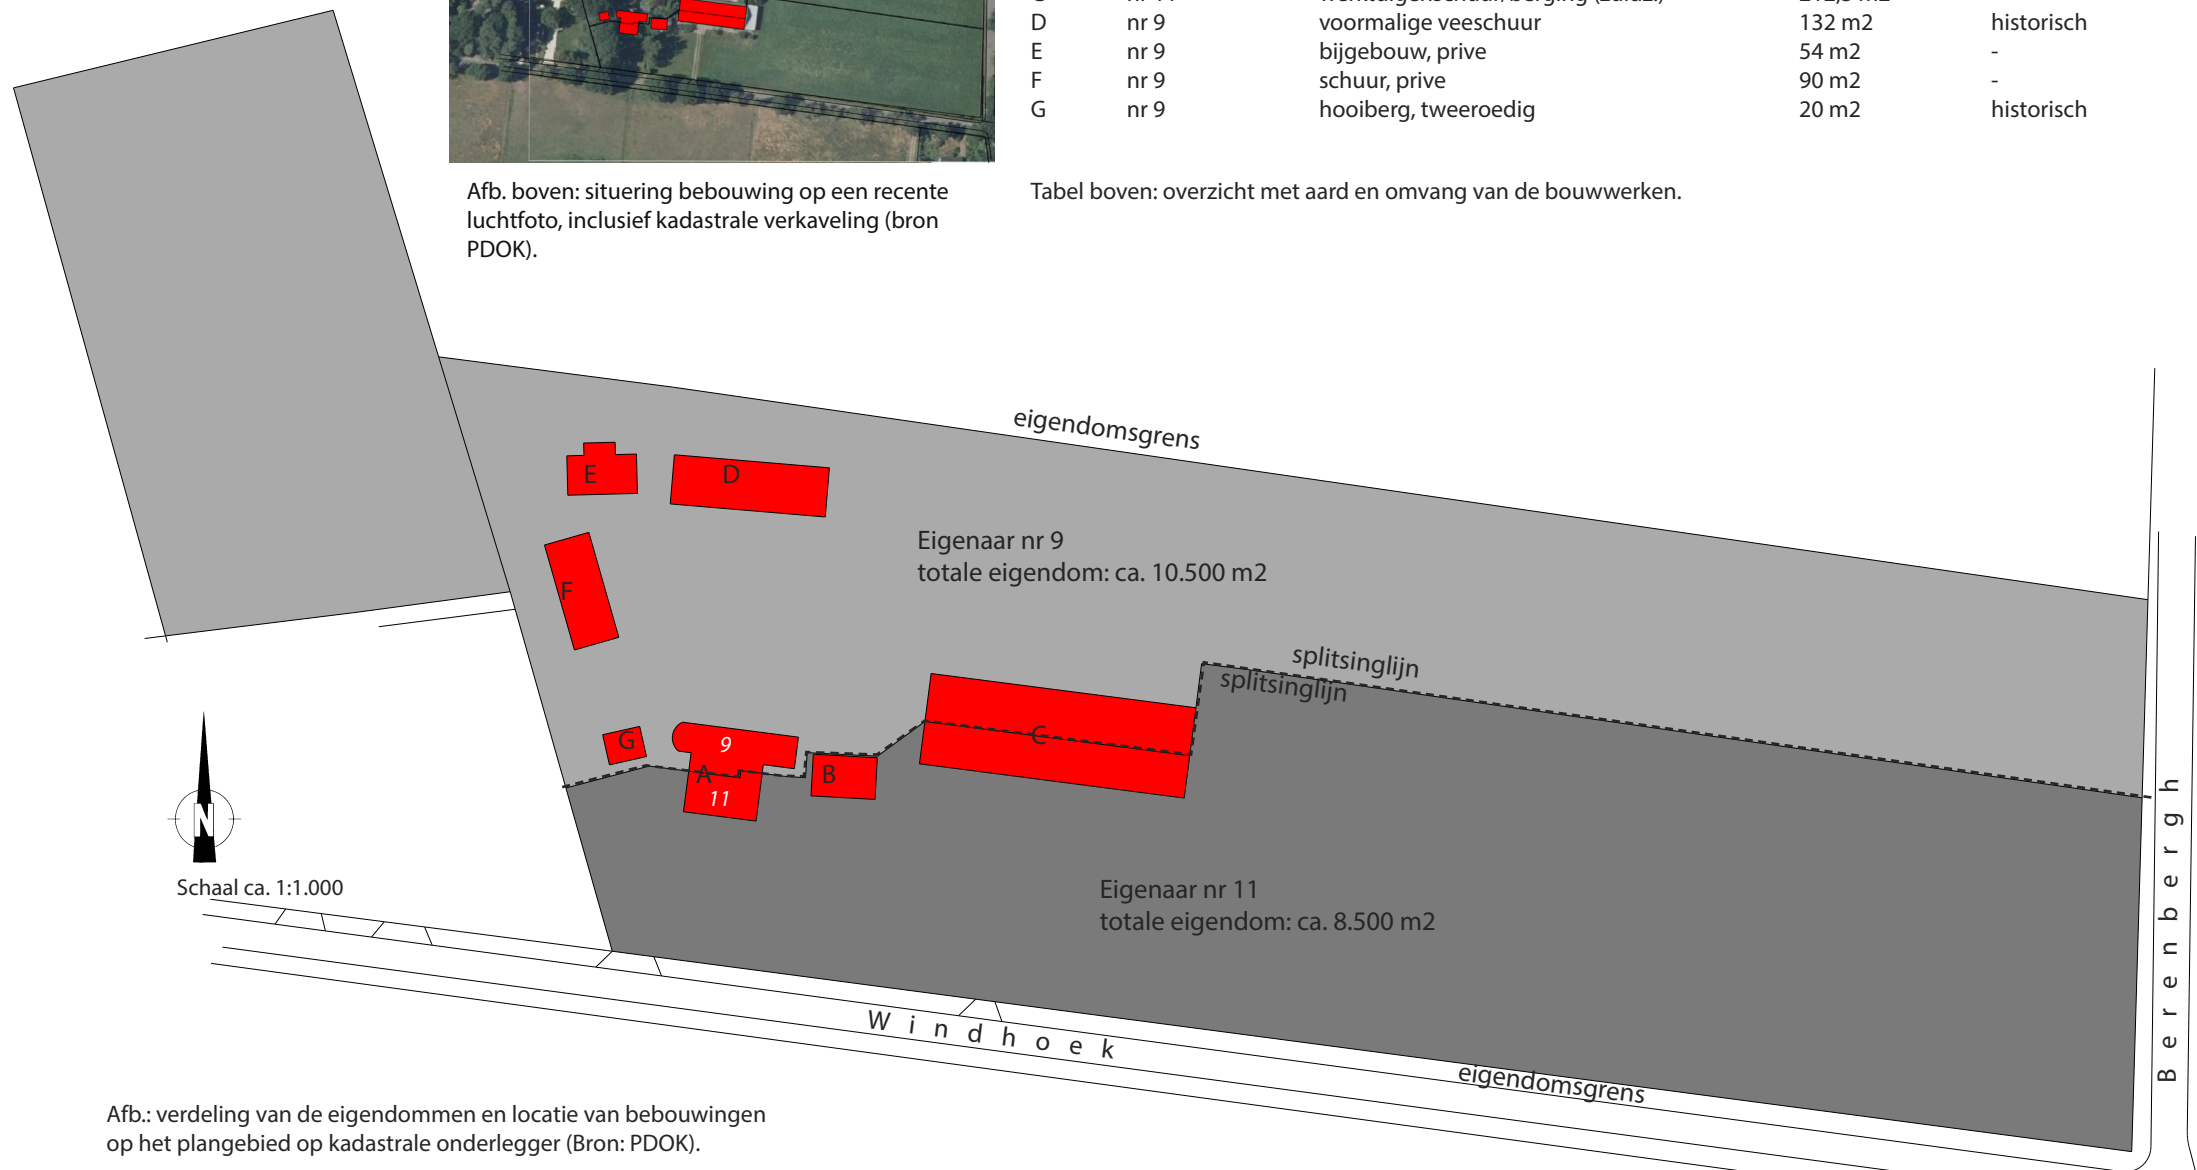 D nr 9 voormalige veeschuur 132 m2 historisch
E nr 9 bijgebouw, prive 54 m2 -
F nr 9 schuur, prive 90 m2 -
G nr 9 hooiberg, tweeroedig 20 m2 historisch
Afb. boven: situering bebouwing op een recente
luchtfoto, inclusief kadastrale verkaveling (bron
PDOK).
Tabel boven: overzicht met aard en omvang van de bouwwerken.
eigendomsgrens
E
D
Eigenaar nr 9
totale eigendom: ca. 10.500 m2
F
splitsinglijn
splitsinglijn
G
9
C
A
B
11
N
Schaal ca. 1:1.000
Eigenaar nr 11
totale eigendom: ca. 8.500 m2
Windhoek
eigendomsgrens
Berenbergh
Afb.: verdeling van de eigendommen en locatie van bebouwingen
op het plangebied op kadastrale onderlegger (Bron: PDOK).